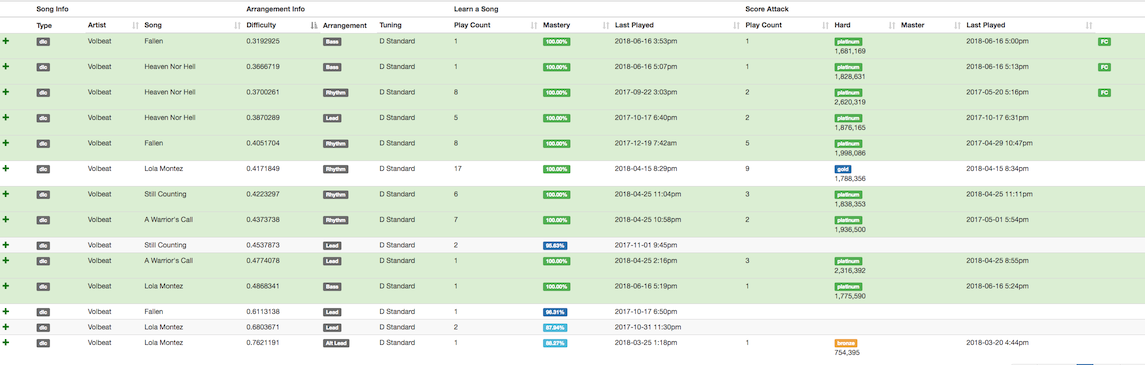 Song Info Arrangement Info Learn a Song Score Attack
Type Artist Song Difficulty Arrangement Tuning Play Count Mastery Last Played Play Count Hard Master Last Played
dlc Volbeat Fallen 0.3192925 Bass D Standard 1 100.00% 2018-06-16 3:53pm 1 platinum 2018-06-16 5:00pm FC
1,681,169
dlc Volbeat Heaven Nor Hell 0.3666719 Bass D Standard 1 100.00% 2018-06-16 5:07pm 1 platinum 2018-06-16 5:13pm FC
1,828,631
dlc Volbeat Heaven Nor Hell 0.3700261 Rhythm D Standard 8 100.00% 2017-09-22 3:03pm 2 platinum 2017-05-20 5:16pm FC
2,620,319
dlc Volbeat Heaven Nor Hell 0.3870289 Lead D Standard 5 100.00% 2017-10-17 6:40pm 2 platinum 2017-10-17 6:31pm
1,876,165
dlc Volbeat Fallen 0.4051704 Rhythm D Standard 8 100.00% 2017-12-19 7:42am 5 platinum 2017-04-29 10:47pm
1,998,086
dlc Volbeat Lola Montez 0.4171849 Rhythm D Standard 17 100.00% 2018-04-15 8:29pm 9 gold 2018-04-15 8:34pm
1,788,356
dlc Volbeat Still Counting 0.4223297 Rhythm D Standard 6 100.00% 2018-04-25 11:04pm 3 platinum 2018-04-25 11:11pm
1,838,353
dlc Volbeat A Warrior's Call 0.4373738 Rhythm D Standard 7 100.00% 2018-04-25 10:58pm 2 platinum 2017-05-01 5:54pm
1,936,500
dlc Volbeat Still Counting 0.4537873 Lead D Standard 2 95.63% 2017-11-01 9:45pm
dlc Volbeat A Warrior's Call 0.4774078 Lead D Standard 1 100.00% 2018-04-25 2:16pm 3 platinum 2018-04-25 8:55pm
2,316,392
dlc Volbeat Lola Montez 0.4868341 Bass D Standard 1 100.00% 2018-06-16 5:19pm 1 platinum 2018-06-16 5:24pm
1,775,590
dlc Volbeat Fallen 0.6113138 Lead D Standard 1 96.31% 2017-10-17 6:50pm
dlc Volbeat Lola Montez 0.6803671 Lead D Standard 2 2017-10-31 11:30pm
dlc Volbeat Lola Montez 0.7621191 Alt Lead D Standard 1 2018-03-25 1:18pm 1 bronze 2018-03-20 4:44pm
754,395